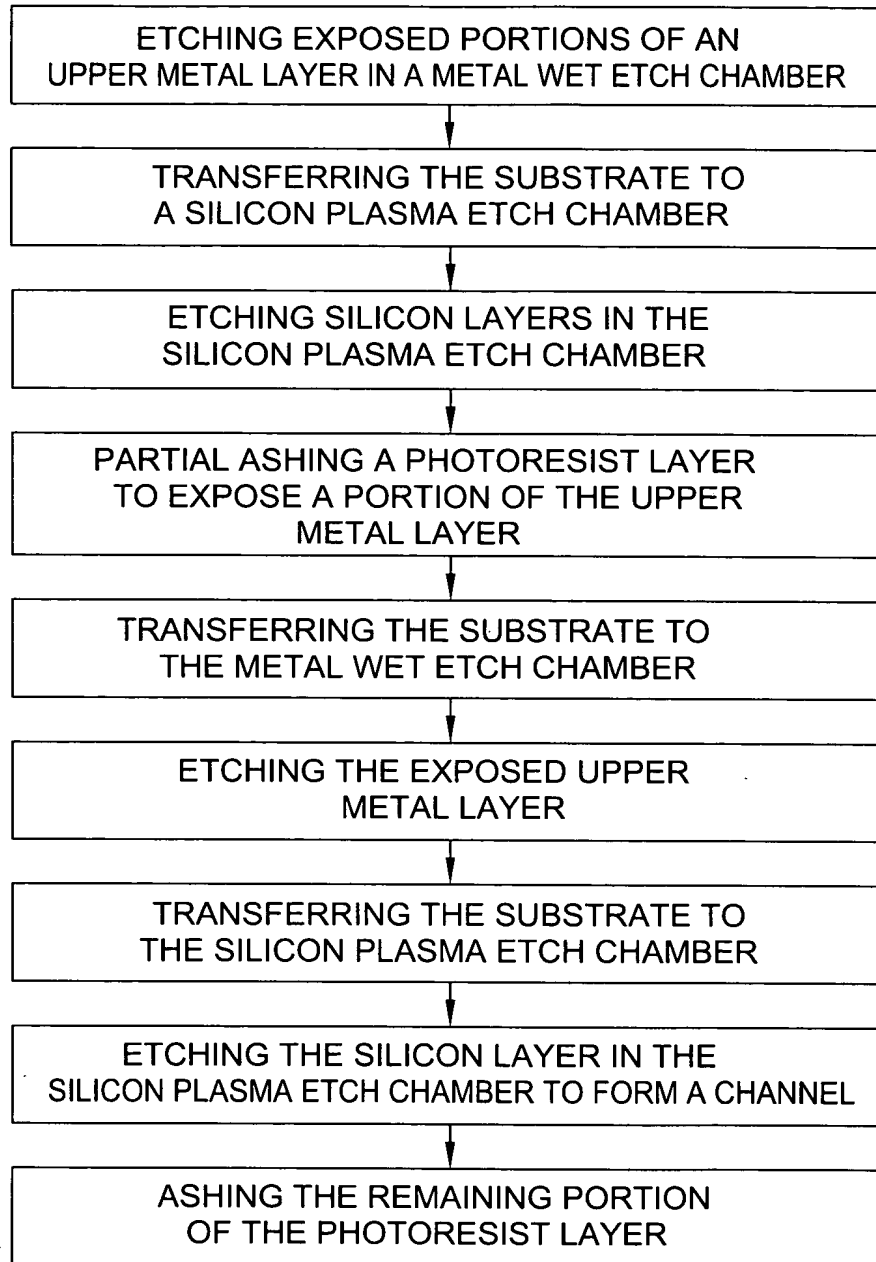 ETCHING EXPOSED PORTIONS OF AN
UPPER METAL LAYER IN A METAL WET ETCH CHAMBER
TRANSFERRING THE SUBSTRATE TO
A SILICON PLASMA ETCH CHAMBER
ETCHING SILICON LAYERS IN THE
SILICON PLASMA ETCH CHAMBER
PARTIAL ASHING A PHOTORESIST LAYER
TO EXPOSE A PORTION OF THE UPPER
METAL LAYER
TRANSFERRING THE SUBSTRATE TO
THE METAL WET ETCH CHAMBER
ETCHING THE EXPOSED UPPER
METAL LAYER
TRANSFERRING THE SUBSTRATE TO
THE SILICON PLASMA ETCH CHAMBER
ETCHING THE SILICON LAYER IN THE
SILICON PLASMA ETCH CHAMBER TO FORM A CHANNEL
ASHING THE REMAINING PORTION
OF THE PHOTORESIST LAYER